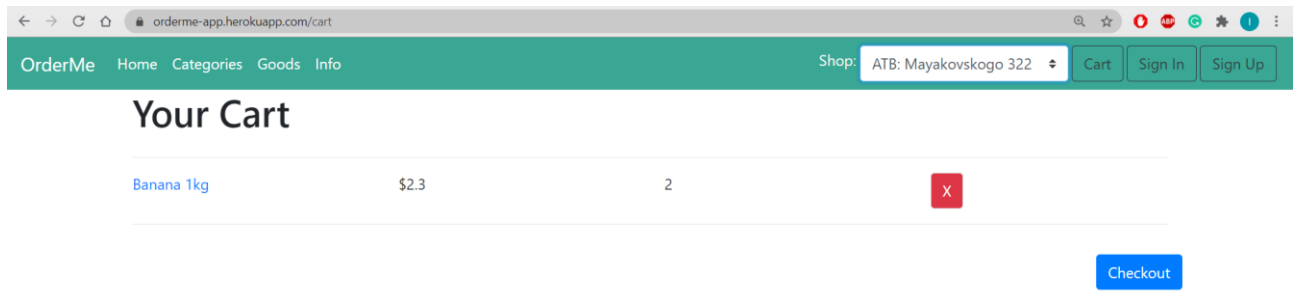 orderme-app.herokuapp.com/cart
ABP
I
OrderMe Home Categories Goods Info Shop: ATB: Mayakovskogo 322 Cart Sign In Sign Up
Your Cart
Banana 1kg $2.3 2 X
Checkout